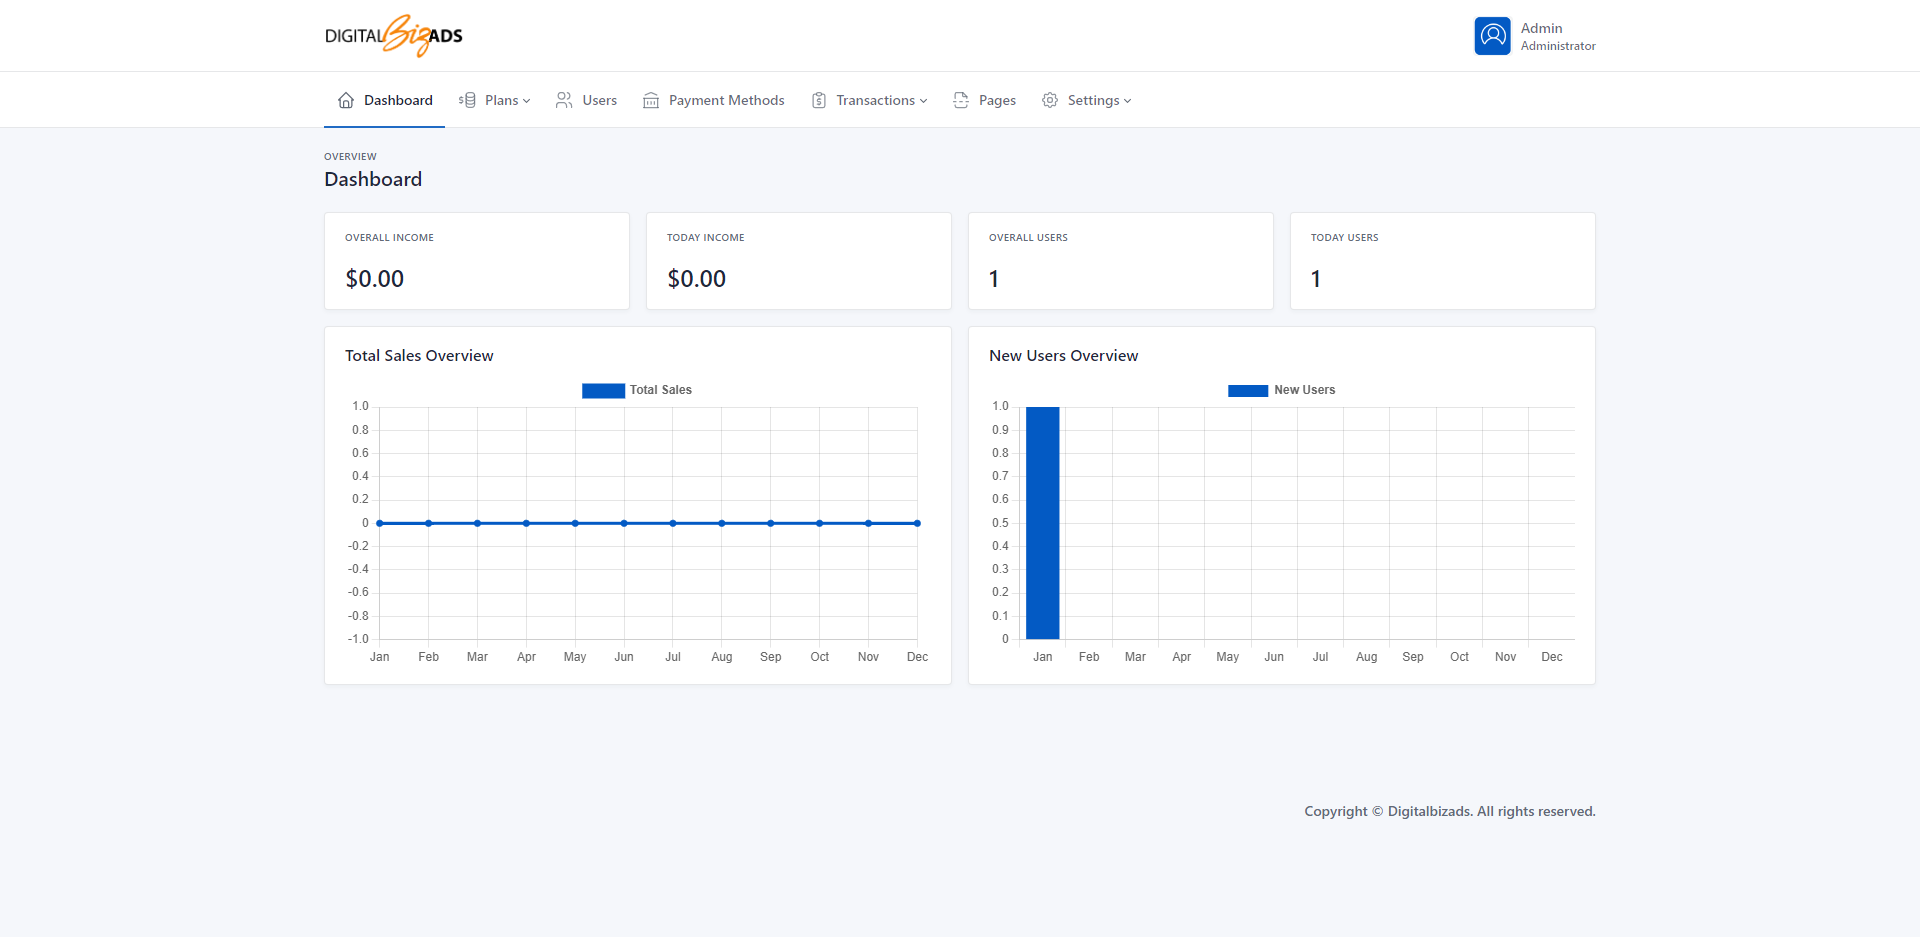 DIGITALBizADS
Admin
Administrator
Dashboard
Plans
Users
Payment Methods
Transactions
Pages
Settings
OVERVIEW
Dashboard
OVERALL INCOME
$0.00
TODAY INCOME
$0.00
OVERALL USERS
1
TODAY USERS
1
Total Sales Overview
Total Sales
1.0
0.8
0.6
0.4
0.2
0
-0.2
-0.4
-0.6
-0.8
-1.0
Jan Feb Mar Apr May Jun Jul Aug Sep Oct Nov Dec
New Users Overview
New Users
1.0
0.9
0.8
0.7
0.6
0.5
0.4
0.3
0.2
0.1
0
Jan Feb Mar Apr May Jun Jul Aug Sep Oct Nov Dec
Copyright © Digitalbizads. All rights reserved.